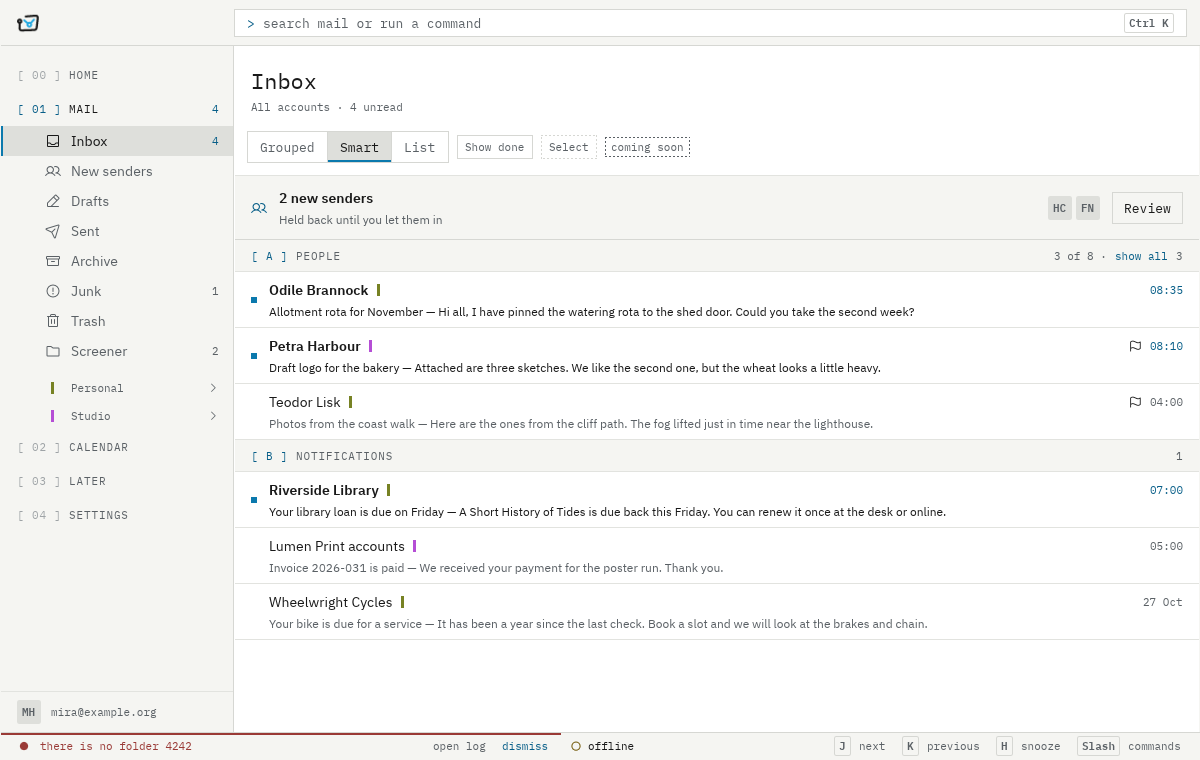 > search mail or run a command Ctrl K
[ 00 ] HOME
[ 01 ] MAIL 4
Inbox 4
New senders
Drafts
Sent
Archive
Junk 1
Trash
Screener 2
Personal
Studio
[ 02 ] CALENDAR
[ 03 ] LATER
[ 04 ] SETTINGS
MH mira@example.org
Inbox
All accounts · 4 unread
Grouped Smart List Show done Select coming soon
2 new senders
Held back until you let them in
HC FN Review
[ A ] PEOPLE 3 of 8 · show all 3
Odile Brannock 08:35
Allotment rota for November — Hi all, I have pinned the watering rota to the shed door. Could you take the second week?
Petra Harbour 08:10
Draft logo for the bakery — Attached are three sketches. We like the second one, but the wheat looks a little heavy.
Teodor Lisk 04:00
Photos from the coast walk — Here are the ones from the cliff path. The fog lifted just in time near the lighthouse.
[ B ] NOTIFICATIONS 1
Riverside Library 07:00
Your library loan is due on Friday — A Short History of Tides is due back this Friday. You can renew it once at the desk or online.
Lumen Print accounts 05:00
Invoice 2026-031 is paid — We received your payment for the poster run. Thank you.
Wheelwright Cycles 27 Oct
Your bike is due for a service — It has been a year since the last check. Book a slot and we will look at the brakes and chain.
there is no folder 4242 open log dismiss offline J next K previous H snooze Slash commands